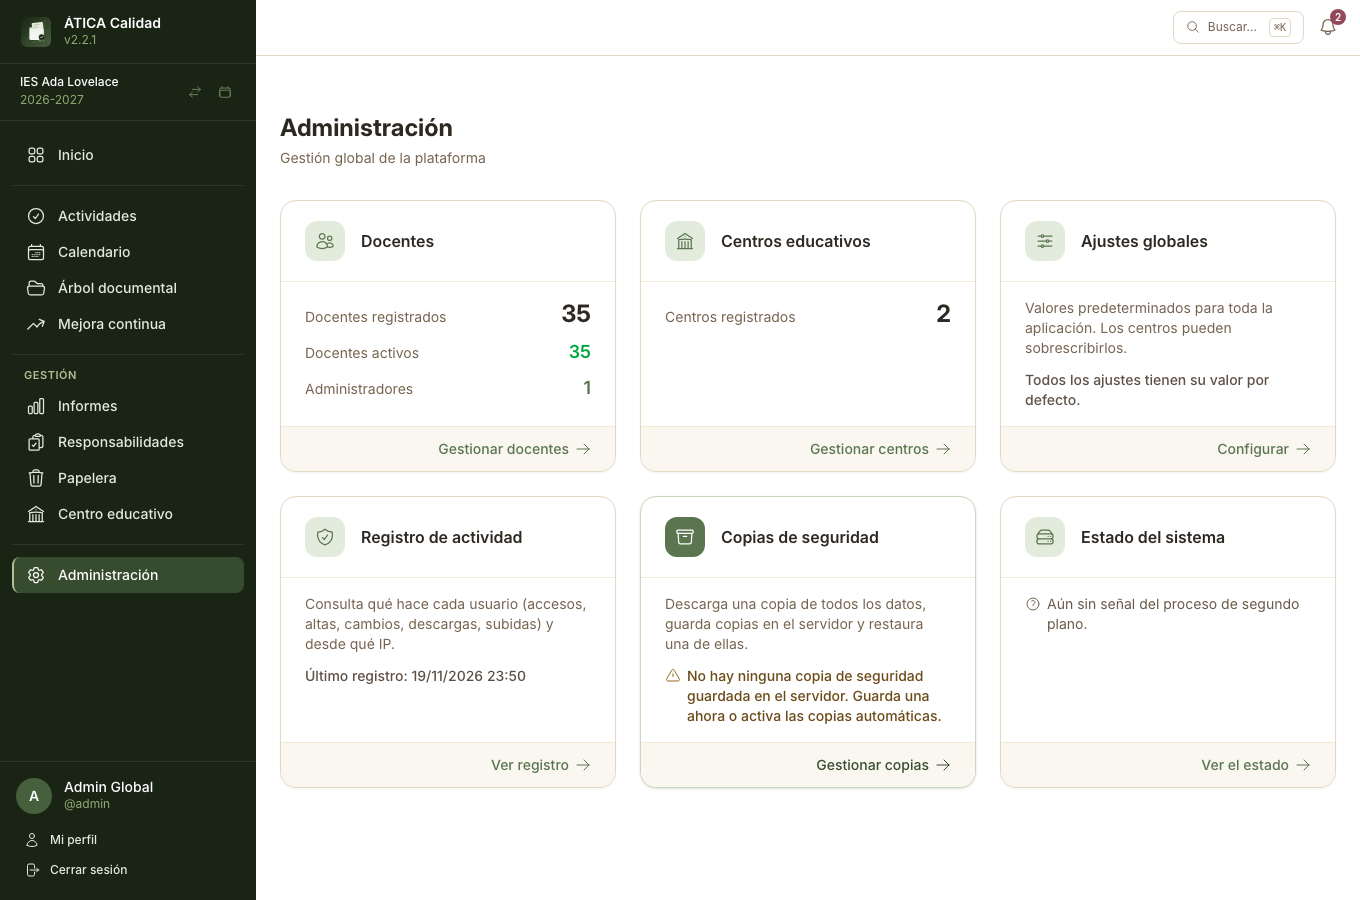 ÁTICA Calidad
v2.2.1
IES Ada Lovelace
2026-2027
Inicio
Actividades
Calendario
Árbol documental
Mejora continua
GESTIÓN
Informes
Responsabilidades
Papelera
Centro educativo
Administración
A
Admin Global
@admin
Mi perfil
Cerrar sesión
Buscar...
⌘K
2
Administración
Gestión global de la plataforma
Docentes
Docentes registrados 35
Docentes activos 35
Administradores 1
Gestionar docentes →
Centros educativos
Centros registrados 2
Gestionar centros →
Ajustes globales
Valores predeterminados para toda la
aplicación. Los centros pueden
sobrescribirlos.
Todos los ajustes tienen su valor por
defecto.
Configurar →
Registro de actividad
Consulta qué hace cada usuario (accesos,
altas, cambios, descargas, subidas) y
desde qué IP.
Último registro: 19/11/2026 23:50
Ver registro →
Copias de seguridad
Descarga una copia de todos los datos,
guarda copias en el servidor y restaura
una de ellas.
No hay ninguna copia de seguridad
guardada en el servidor. Guarda una
ahora o activa las copias automáticas.
Gestionar copias →
Estado del sistema
Aún sin señal del proceso de segundo
plano.
Ver el estado →